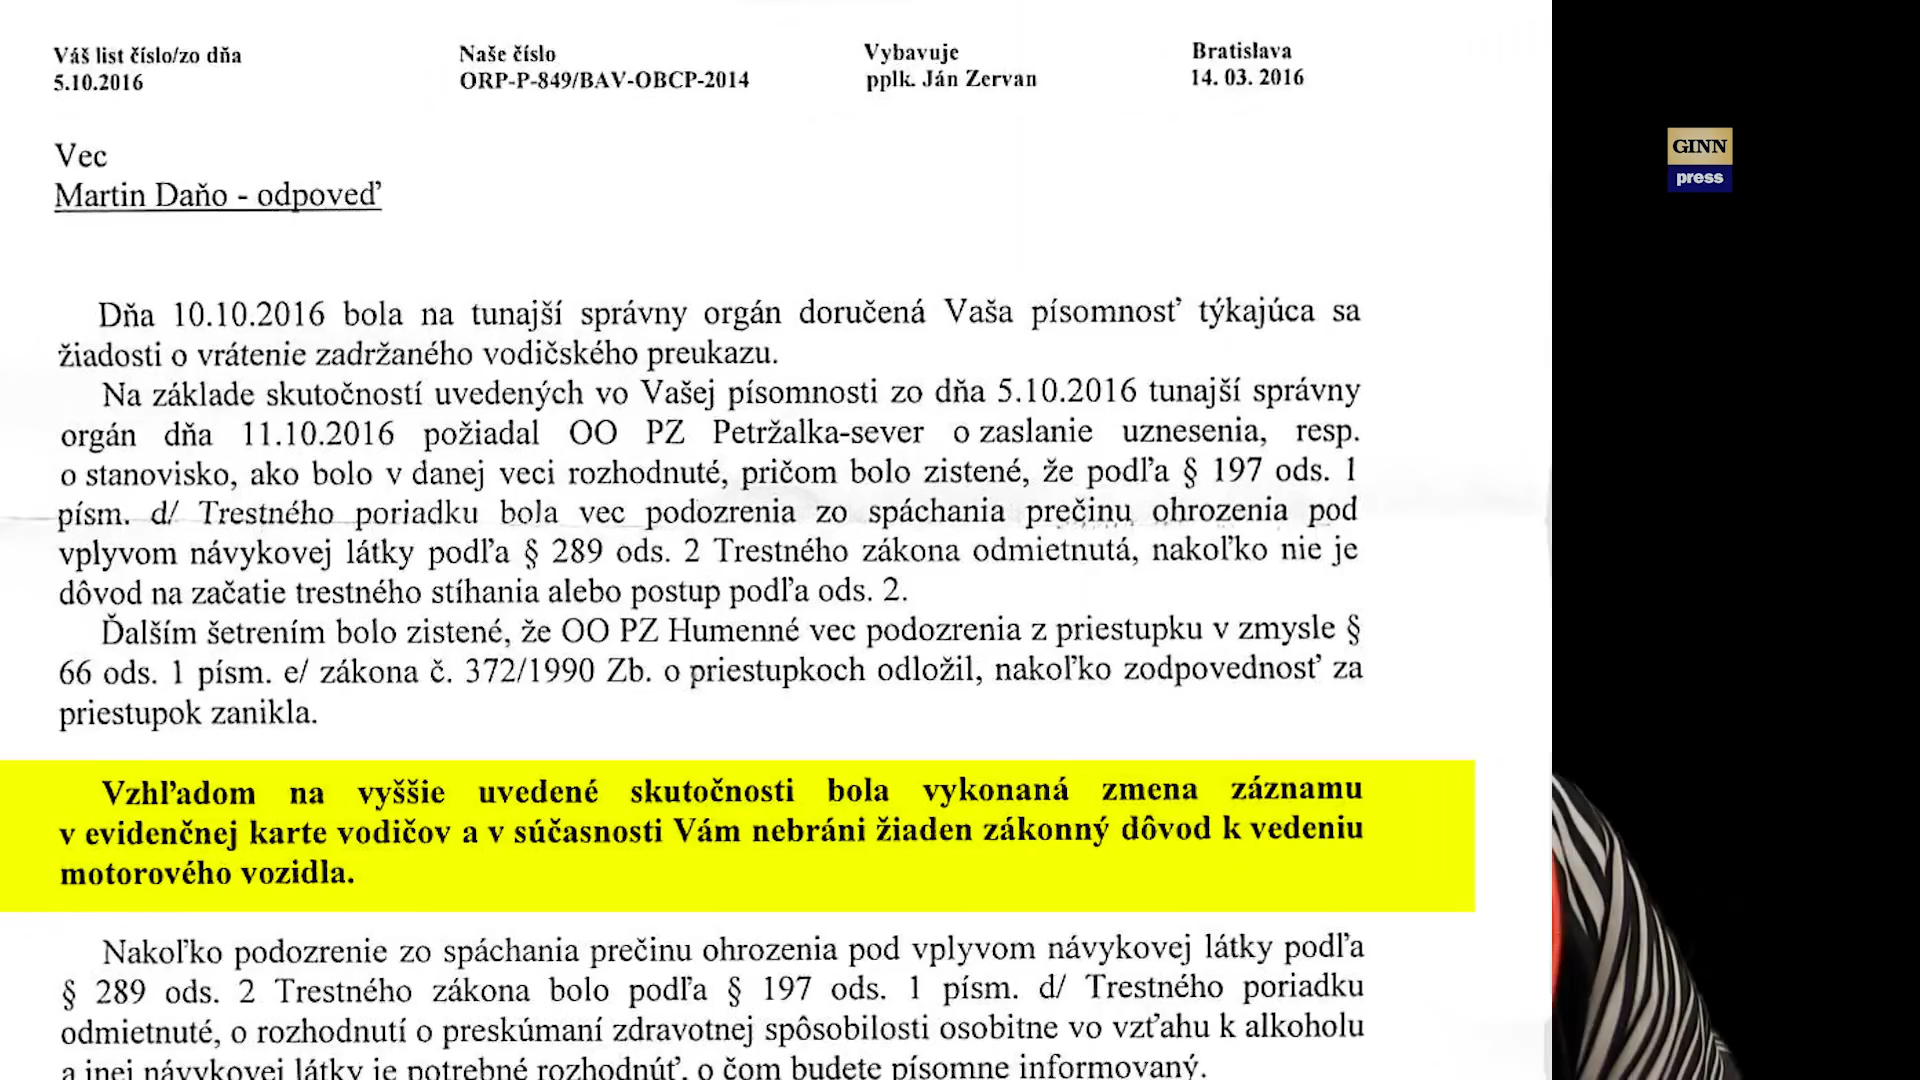 Váš list číslo/zo dňa
5.10.2016
Naše číslo
ORP-P-849/BAV-OBCP-2014
Vybavuje
pplk. Ján Zervan
Bratislava
14. 03. 2016
GINN
press
Vec
Martin Daňo - odpoveď
Dňa 10.10.2016 bola na tunajší správny orgán doručená Vaša písomnosť týkajúca sa
žiadosti o vrátenie zadržaného vodičského preukazu.
Na základe skutočností uvedených vo Vašej písomnosti zo dňa 5.10.2016 tunajší správny
orgán dňa 11.10.2016 požiadal OO PZ Petržalka-sever o zaslanie uznesenia, resp.
o stanovisko, ako bolo v danej veci rozhodnuté, pričom bolo zistené, že podľa § 197 ods. 1
písm. d/ Trestného poriadku bola vec podozrenia zo spáchania prečinu ohrozenia pod
vplyvom návykovej látky podľa § 289 ods. 2 Trestného zákona odmietnutá, nakoľko nie je
dôvod na začatie trestného stíhania alebo postup podľa ods. 2.
Ďalším šetrením bolo zistené, že OO PZ Humenné vec podozrenia z priestupku v zmysle §
66 ods. 1 písm. e/ zákona č. 372/1990 Zb. o priestupkoch odložil, nakoľko zodpovednosť za
priestupok zanikla.
Vzhľadom na vyššie uvedené skutočnosti bola vykonaná zmena záznamu
v evidenčnej karte vodičov a v súčasnosti Vám nebráni žiaden zákonný dôvod k vedeniu
motorového vozidla.
Nakoľko podozrenie zo spáchania prečinu ohrozenia pod vplyvom návykovej látky podľa
§ 289 ods. 2 Trestného zákona bolo podľa § 197 ods. 1 písm. d/ Trestného poriadku
odmietnuté, o rozhodnutí o preskúmaní zdravotnej spôsobilosti osobitne vo vzťahu k alkoholu
a inej návykovej látky je potrebné rozhodnúť, o čom budete písomne informovaný.